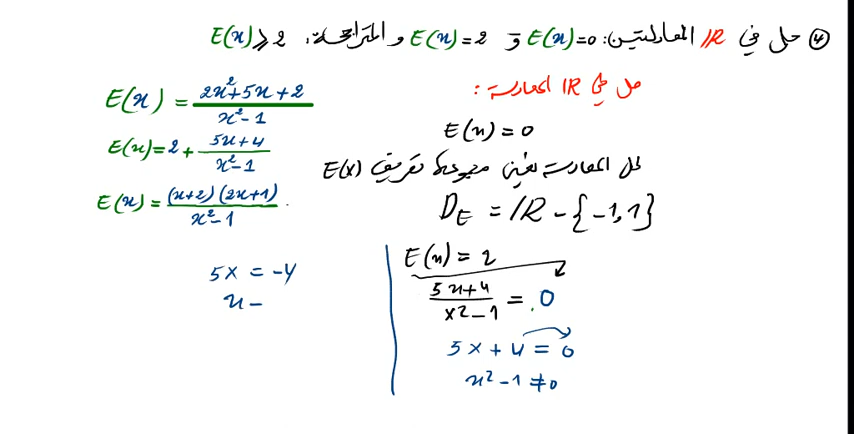 ④ حل في IR المعادلتين: E(x)=0 و E(x)=2 و المتراجحة: E(x)⩾2
حل في IR المعادلة:
E(x) = (2x²+5x+2)/(x²-1)
E(x) = 0
E(x)=2+ (5x+4)/(x²-1)
لحل المعادلة نعين مجموعة تعريف E(x)
E(x) = (x+2)(2x+1)/(x²-1)
D_E = IR - {-1,1}
E(x) = 2
(5x+4)/(x²-1) = 0
5x + 4 = 0
x² - 1 ≠ 0
5x = -4
x =